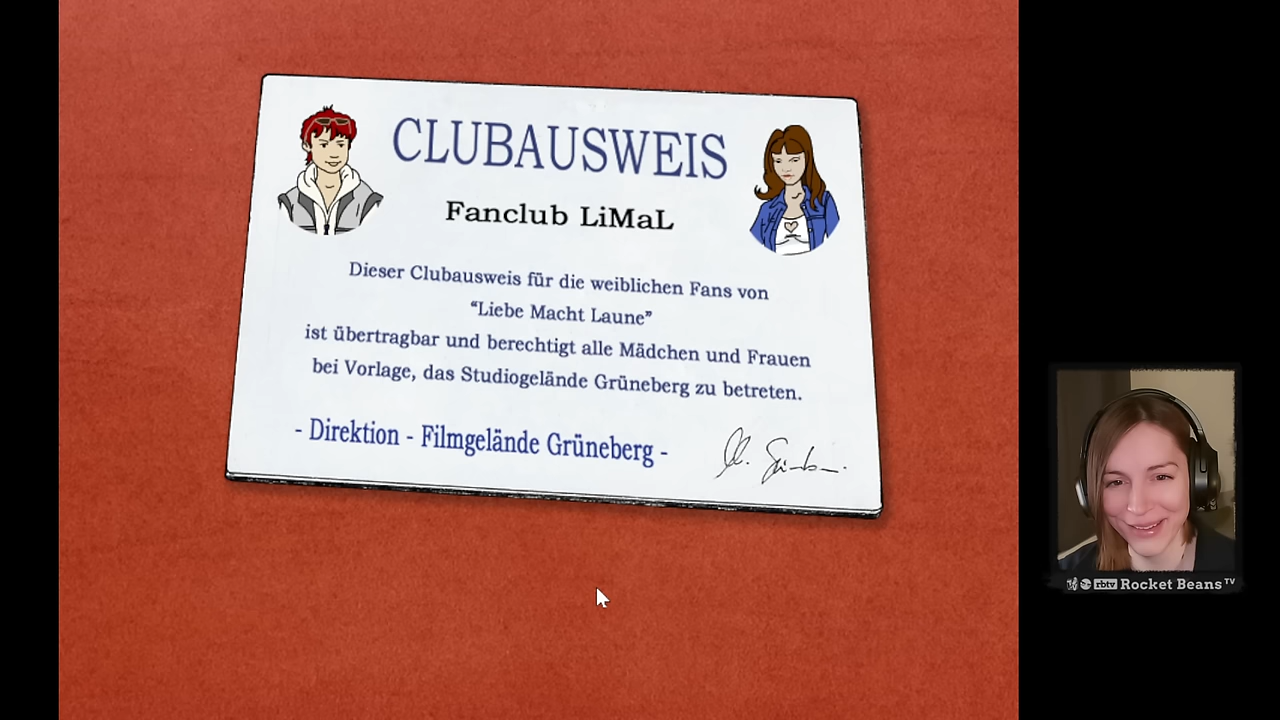 CLUBAUSWEIS
Fanclub LiMaL
Dieser Clubausweis für die weiblichen Fans von
“Liebe Macht Laune”
ist übertragbar und berechtigt alle Mädchen und Frauen
bei Vorlage, das Studiogelände Grüneberg zu betreten.
- Direktion - Filmgelände Grüneberg -
rbtv Rocket Beans TV